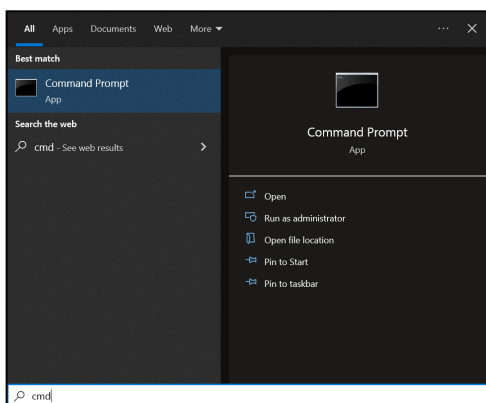 All Apps Documents Web More
Best match
Command Prompt
App
Search the web
cmd - See web results
Command Prompt
App
Open
Run as administrator
Open file location
Pin to Start
Pin to taskbar
cmd